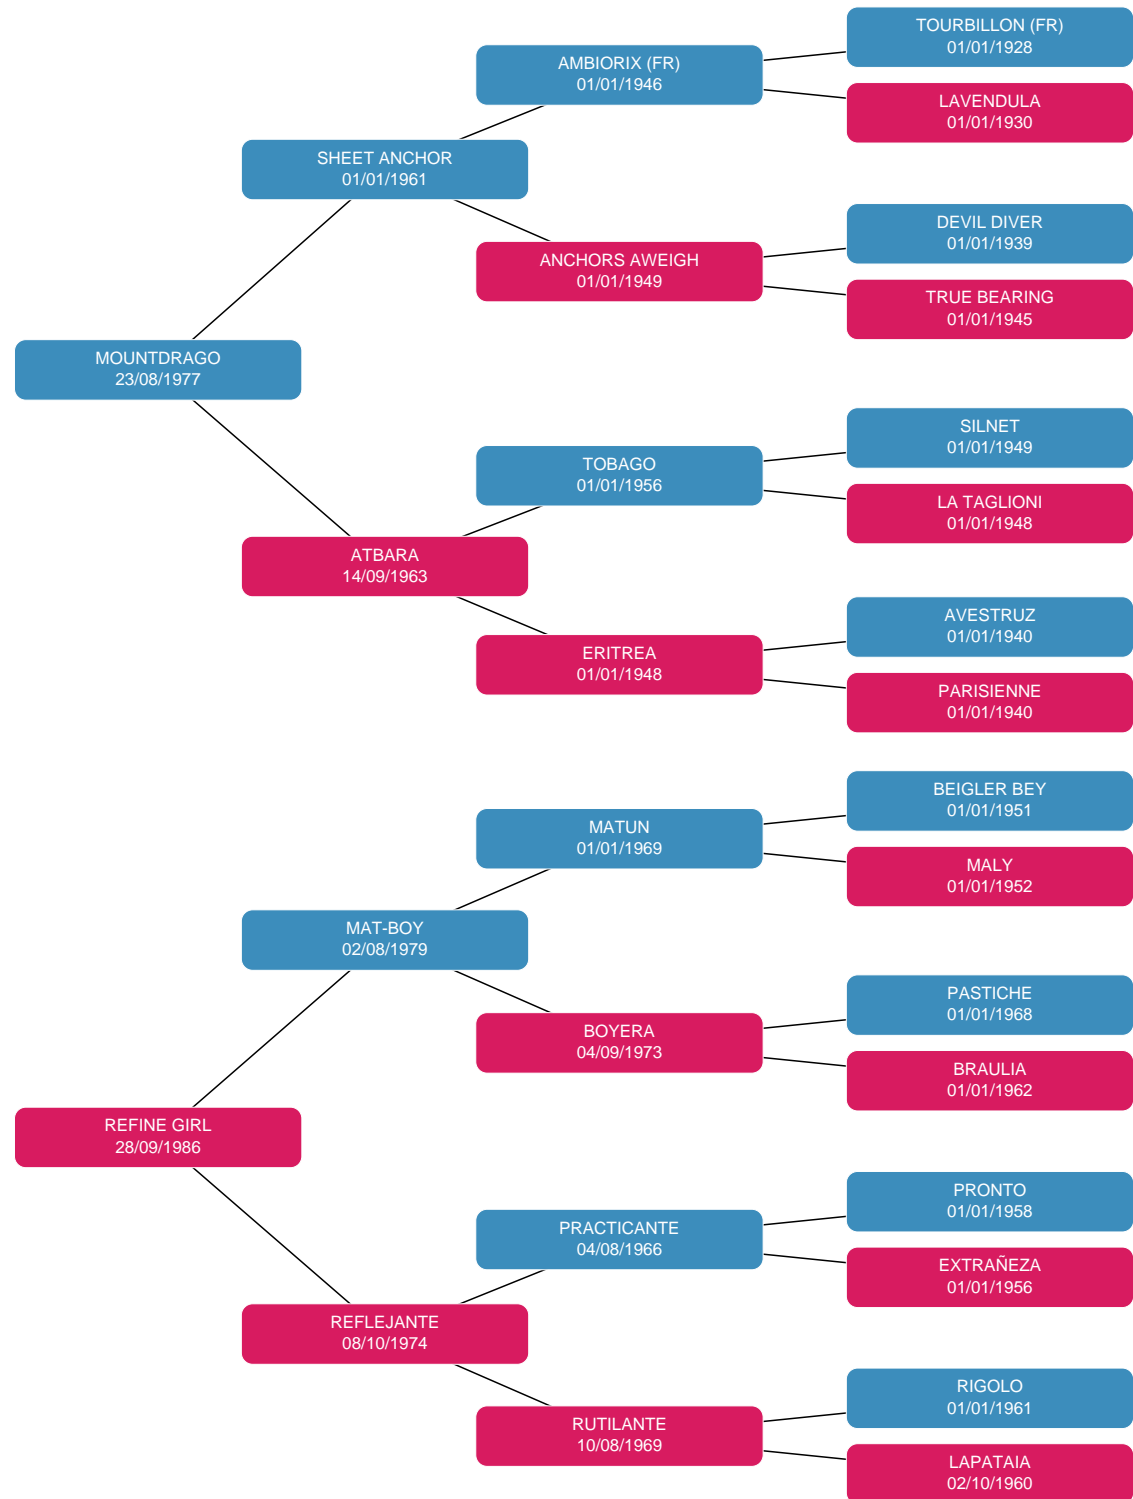 TOURBILLON (FR)
01/01/1928
AMBIORIX (FR)
01/01/1946
LAVENDULA
01/01/1930
SHEET ANCHOR
01/01/1961
DEVIL DIVER
01/01/1939
ANCHORS AWEIGH
01/01/1949
TRUE BEARING
01/01/1945
MOUNTDRAGO
23/08/1977
SILNET
01/01/1949
TOBAGO
01/01/1956
LA TAGLIONI
01/01/1948
ATBARA
14/09/1963
AVESTRUZ
01/01/1940
ERITREA
01/01/1948
PARISIENNE
01/01/1940
BEIGLER BEY
01/01/1951
MATUN
01/01/1969
MALY
01/01/1952
MAT-BOY
02/08/1979
PASTICHE
01/01/1968
BOYERA
04/09/1973
BRAULIA
01/01/1962
REFINE GIRL
28/09/1986
PRONTO
01/01/1958
PRACTICANTE
04/08/1966
EXTRAÑEZA
01/01/1956
REFLEJANTE
08/10/1974
RIGOLO
01/01/1961
RUTILANTE
10/08/1969
LAPATAIA
02/10/1960